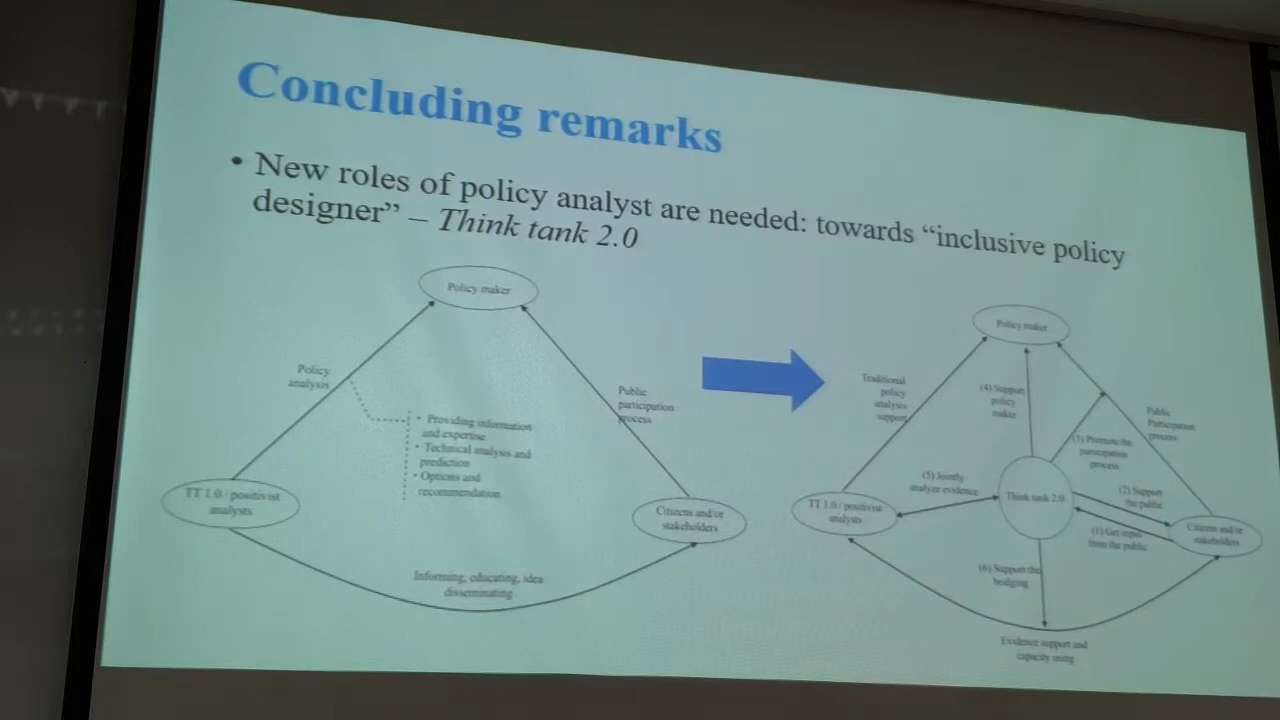 Concluding remarks
• New roles of policy analyst are needed: towards “inclusive policy
designer” – Think tank 2.0
Policy maker
Policy
analysis
Public
participation
process
• Providing information
and expertise
• Technical analysis and
prediction
• Options and
recommendation
TT 1.0 / positivist
analysts
Citizens and/or
stakeholders
Informing, educating, idea
disseminating
Policy maker
Traditional
policy
analysis
support
(4) Support
policy
maker
Public
Participation
process
(3) Promote the
participation
process
(5) Jointly
analyze evidence
(2) Support
the public
TT 1.0 / positivist
analysts
Think tank 2.0
(1) Get input
from the public
Citizens and/or
stakeholders
(6) Support the
bridging
Evidence support and
capacity using